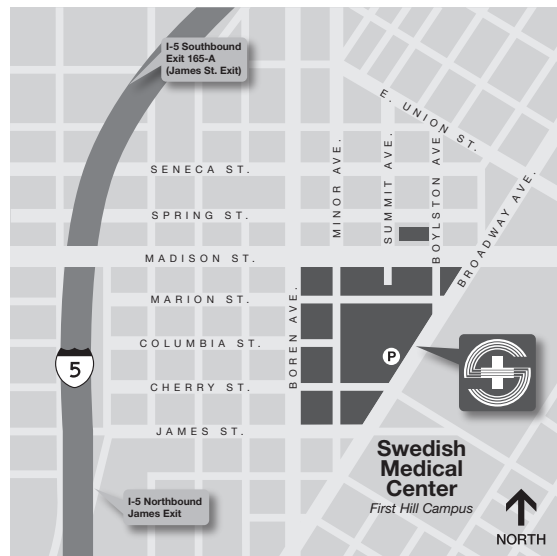 I-5 Southbound
Exit 165-A
(James St. Exit)
E. UNION ST.
SENECA ST.
MINOR AVE.
SUMMIT AVE.
BOYLSTON AVE.
BROADWAY AVE.
SPRING ST.
MADISON ST.
MARION ST.
BOREN AVE.
COLUMBIA ST.
P
5
CHERRY ST.
JAMES ST.
Swedish
Medical
Center
First Hill Campus
I-5 Northbound
James Exit
NORTH